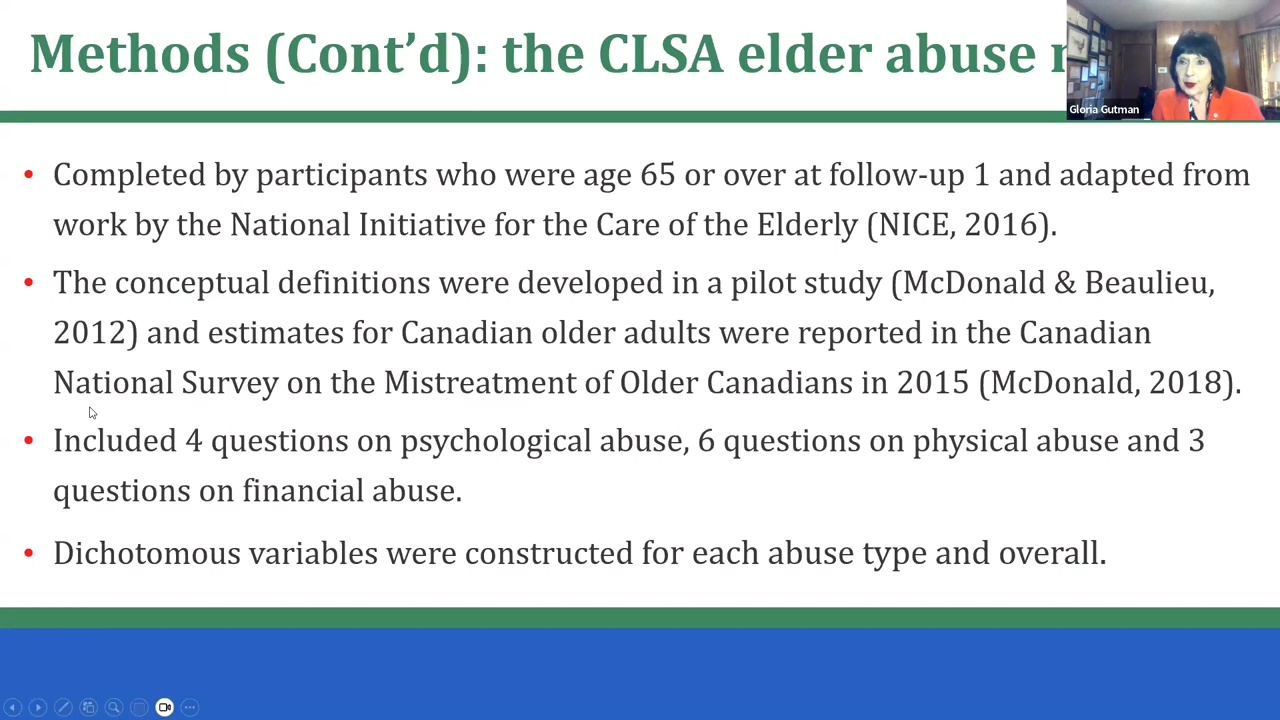 Methods (Cont’d): the CLSA elder abuse
Gloria Gutman
• Completed by participants who were age 65 or over at follow-up 1 and adapted from
work by the National Initiative for the Care of the Elderly (NICE, 2016).
• The conceptual definitions were developed in a pilot study (McDonald & Beaulieu,
2012) and estimates for Canadian older adults were reported in the Canadian
National Survey on the Mistreatment of Older Canadians in 2015 (McDonald, 2018).
• Included 4 questions on psychological abuse, 6 questions on physical abuse and 3
questions on financial abuse.
• Dichotomous variables were constructed for each abuse type and overall.